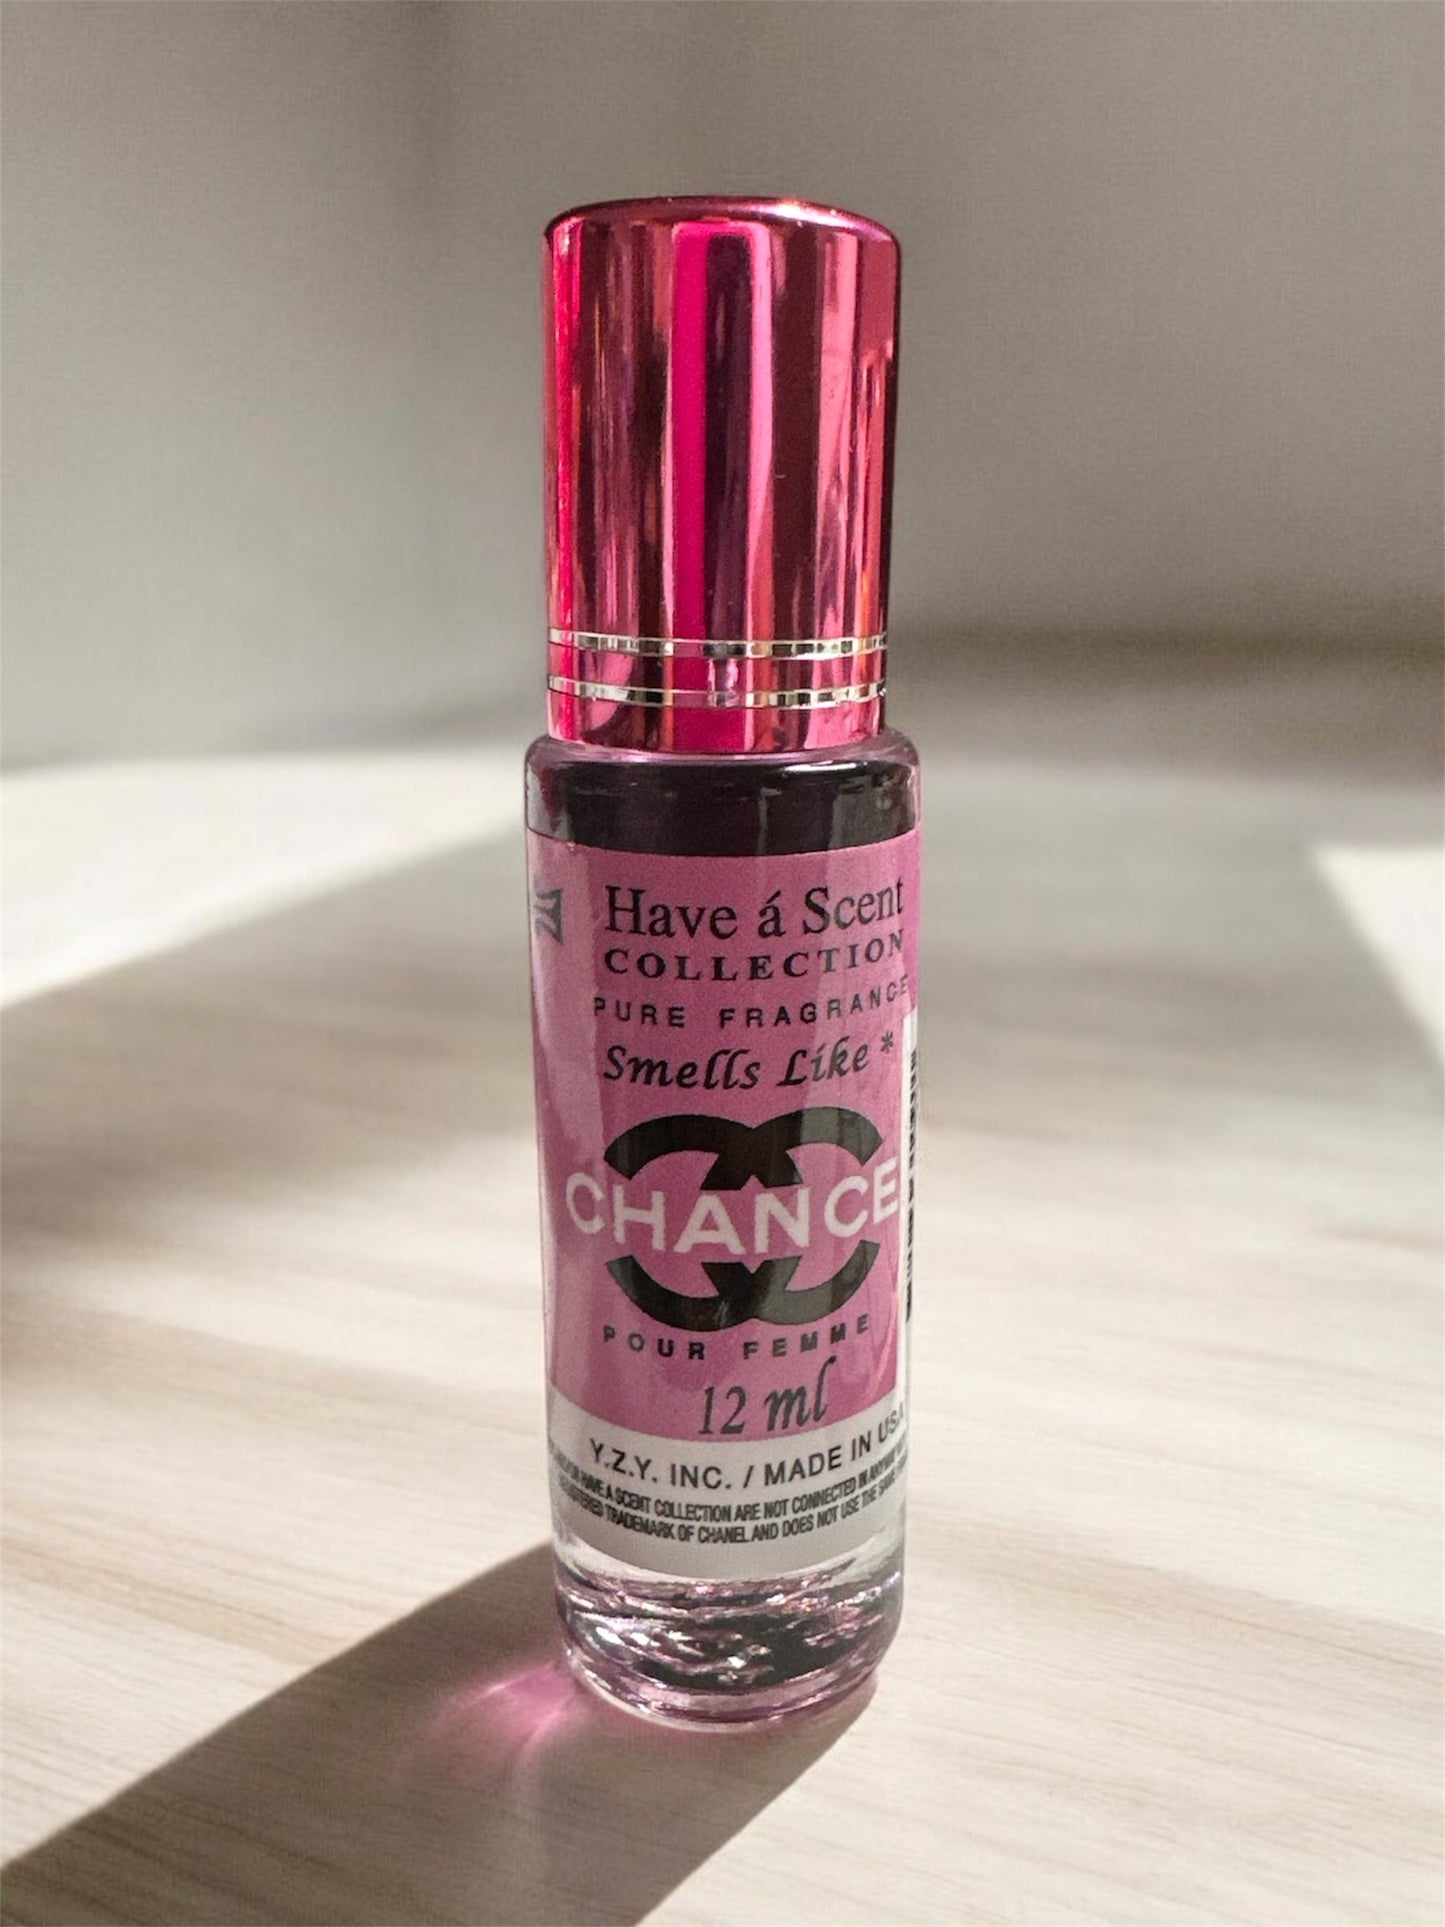 Have á Scent
COLLECTION
PURE FRAGRANCE
Smells Like *
CHANCE
POUR FEMME
12 ml
Y.Z.Y. INC. / MADE IN USA
HAVE A SCENT COLLECTION ARE NOT CONNECTED IN ANYWAY
REGISTERED TRADEMARK OF CHANEL AND DOES NOT USE THE SAME